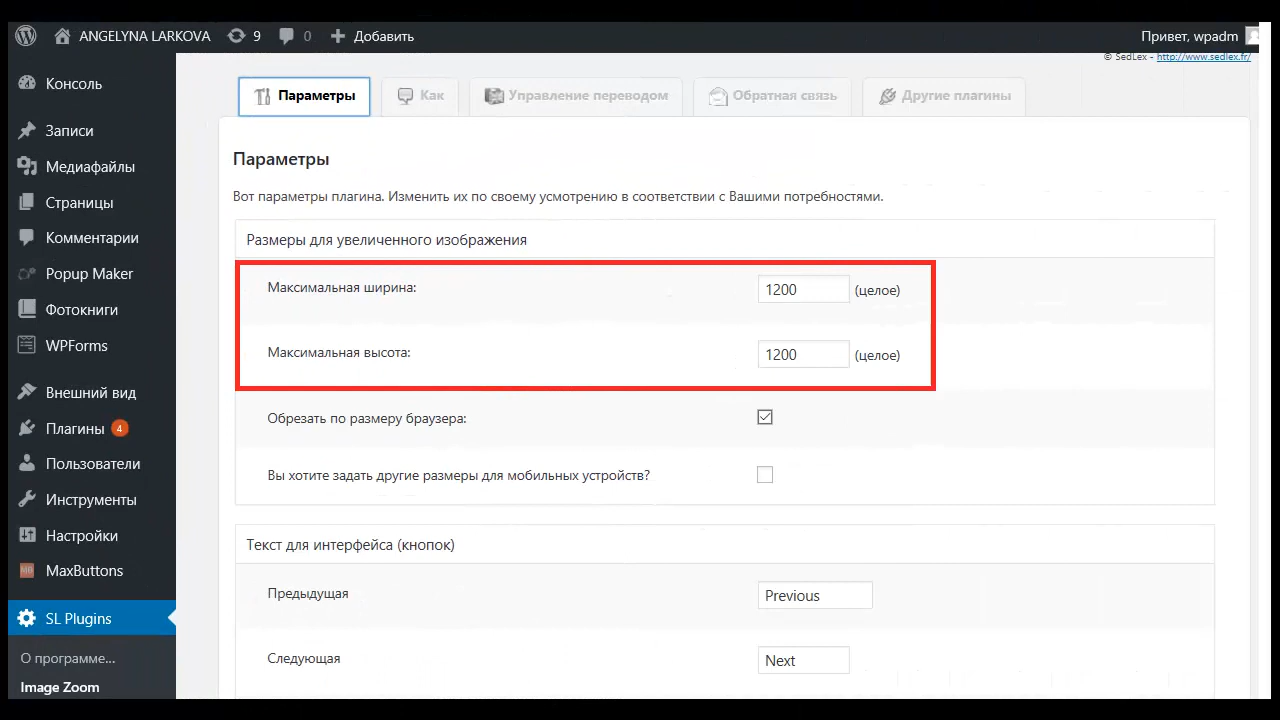 ANGELYNA LARKOVA 9 0 Добавить Привет, wpadm
© SedLex - http://www.sedlex.fr/
Консоль
Записи
Медиафайлы
Страницы
Комментарии
Popup Maker
Фотокниги
WPForms
Внешний вид
Плагины 4
Пользователи
Инструменты
Настройки
MaxButtons
SL Plugins
О программе...
Image Zoom
Параметры Как Управление переводом Обратная связь Другие плагины
Параметры
Вот параметры плагина. Изменить их по своему усмотрению в соответствии с Вашими потребностями.
Размеры для увеличенного изображения
Максимальная ширина: 1200 (целое)
Максимальная высота: 1200 (целое)
Обрезать по размеру браузера:
Вы хотите задать другие размеры для мобильных устройств?
Текст для интерфейса (кнопок)
Предыдущая Previous
Следующая Next